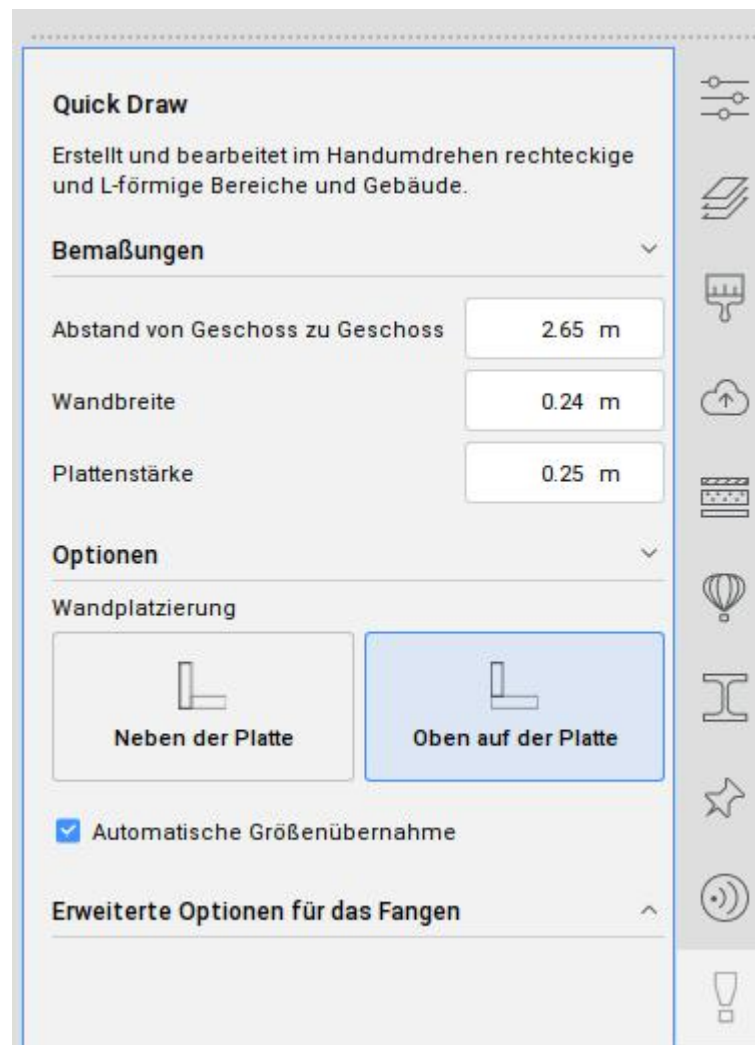 Quick Draw
Erstellt und bearbeitet im Handumdrehen rechteckige
und L-förmige Bereiche und Gebäude.
Bemaßungen
Abstand von Geschoss zu Geschoss 2.65 m
Wandbreite 0.24 m
Plattenstärke 0.25 m
Optionen
Wandplatzierung
Neben der Platte Oben auf der Platte
Automatische Größenübernahme
Erweiterte Optionen für das Fangen